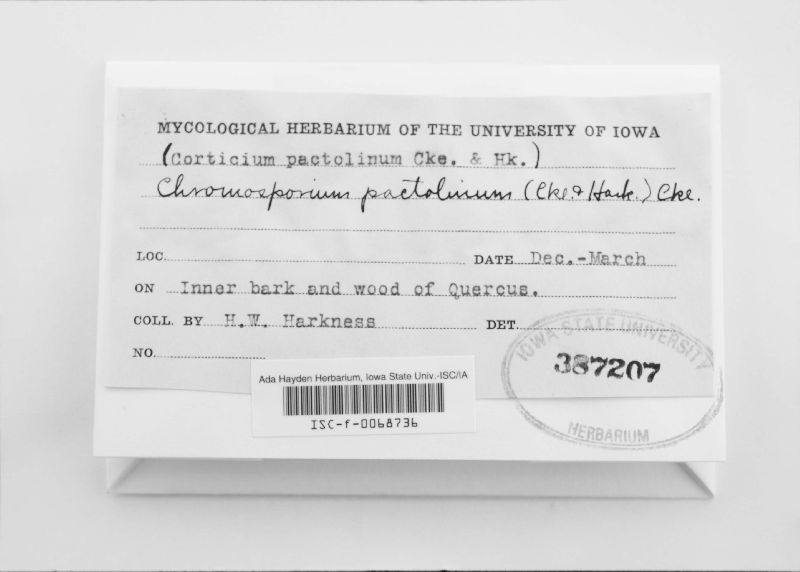 MYCOLOGICAL HERBARIUM OF THE UNIVERSITY OF IOWA
(Corticium pactolinum Cke. & Hk.)
Chromosporium pactolinum (Cke. & Hark.) Cke.
LOC. DATE Dec.-March
ON Inner bark and wood of Quercus.
COLL. BY H.W. Harkness DET.
NO.
IOWA STATE UNIVERSITY
387207
HERBARIUM
Ada Hayden Herbarium, Iowa State Univ.-ISC/IA
ISC-f-0068736